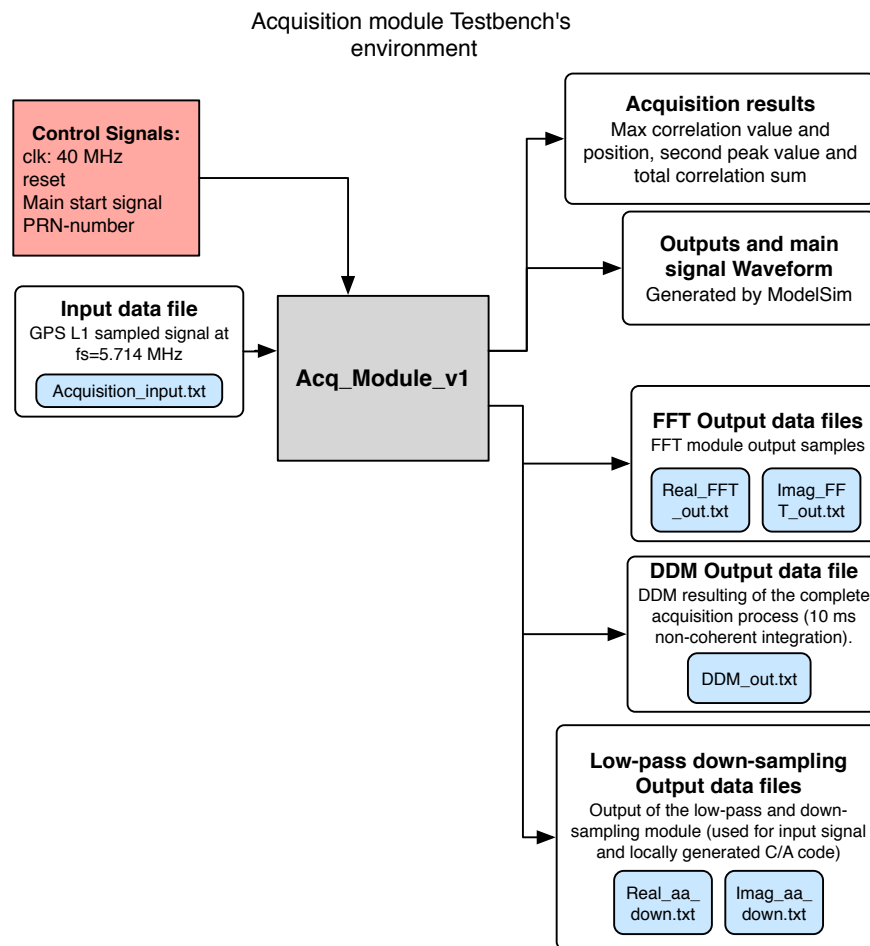 Acquisition module Testbench's
environment
Control Signals:
clk: 40 MHz
reset
Main start signal
PRN-number
Input data file
GPS L1 sampled signal at
fs=5.714 MHz
Acquisition_input.txt
Acq_Module_v1
Acquisition results
Max correlation value and
position, second peak value and
total correlation sum
Outputs and main
signal Waveform
Generated by ModelSim
FFT Output data files
FFT module output samples
Real_FFT
_out.txt
Imag_FF
T_out.txt
DDM Output data file
DDM resulting of the complete
acquisition process (10 ms
non-coherent integration).
DDM_out.txt
Low-pass down-sampling
Output data files
Output of the low-pass and down-
sampling module (used for input signal
and locally generated C/A code)
Real_aa_
down.txt
Imag_aa_
down.txt